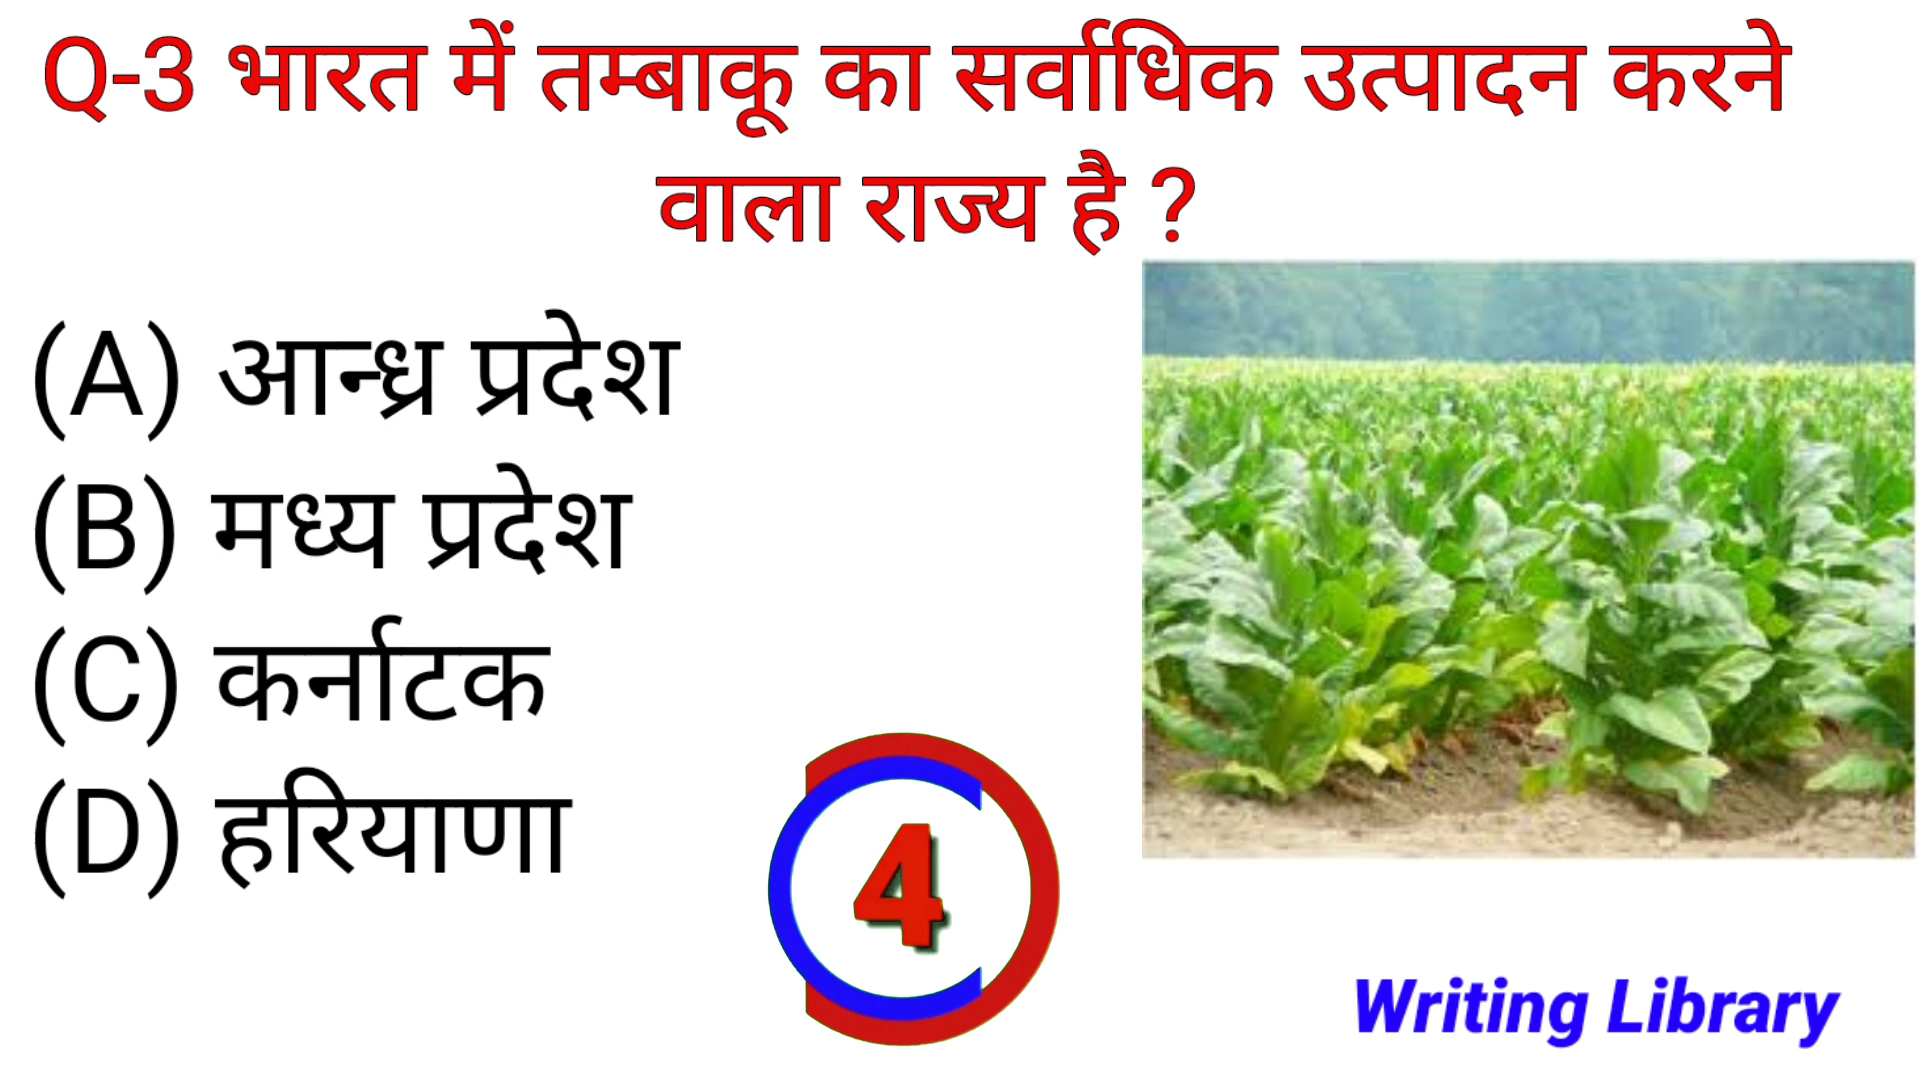 Q-3 भारत में तम्बाकू का सर्वाधिक उत्पादन करने
वाला राज्य है ?
(A) आन्ध्र प्रदेश
(B) मध्य प्रदेश
(C) कर्नाटक
(D) हरियाणा
4
Writing Library